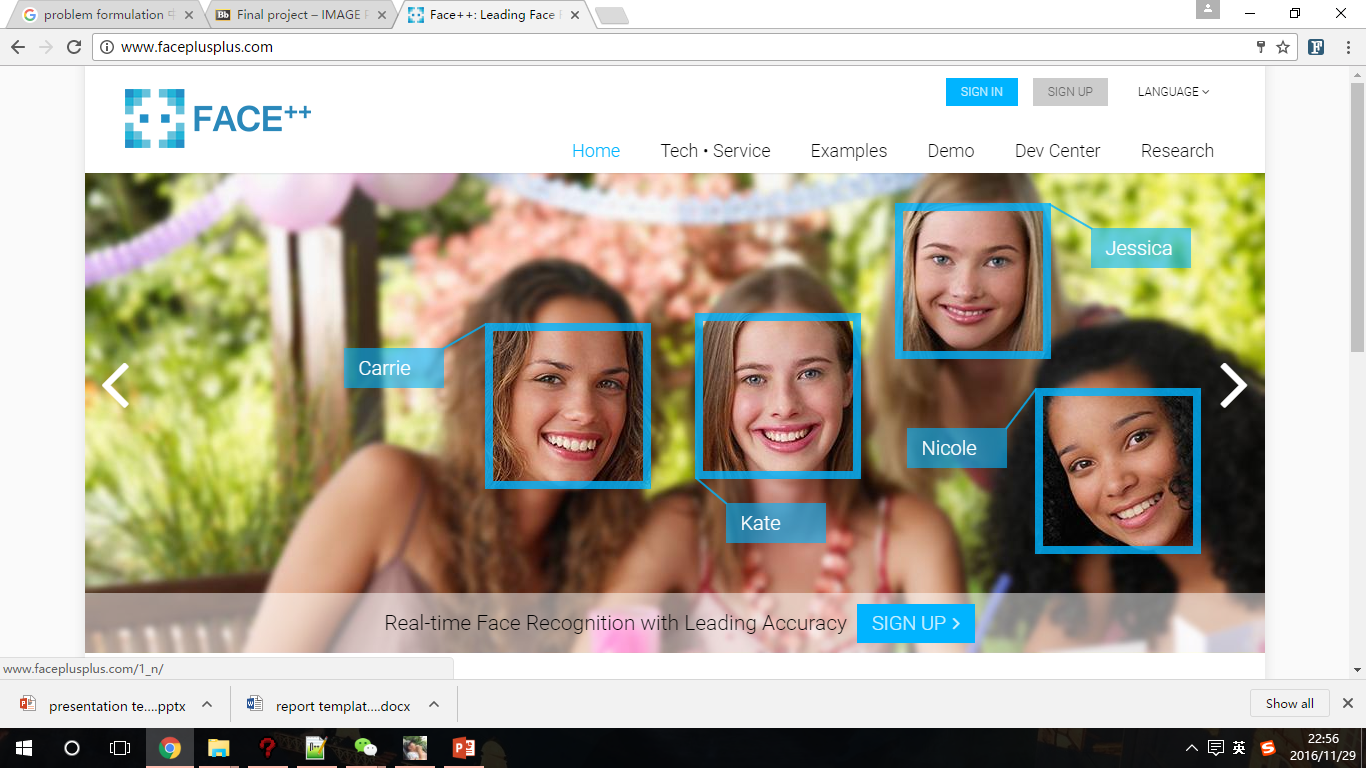 problem formulation 中
Bb Final project – IMAGE P
Face++: Leading Face R
www.faceplusplus.com
FACE++
SIGN IN
SIGN UP
LANGUAGE
Home
Tech • Service
Examples
Demo
Dev Center
Research
Jessica
Carrie
Nicole
Kate
Real-time Face Recognition with Leading Accuracy
SIGN UP >
www.faceplusplus.com/1_n/
presentation te....pptx
report templat....docx
Show all
英
22:56
2016/11/29